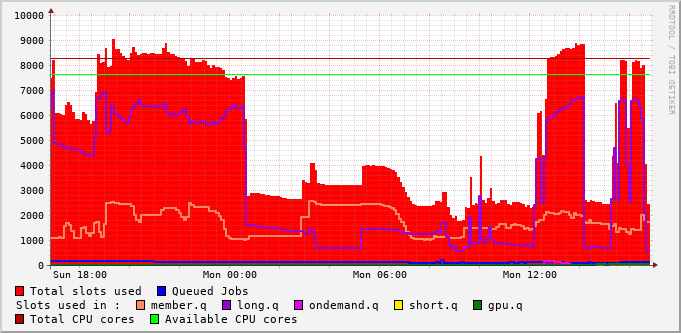 10000
9000
8000
7000
6000
5000
4000
3000
2000
1000
0
Sun 18:00 Mon 00:00 Mon 06:00 Mon 12:00
RRDTOOL / TOBI OETIKER
Total slots used Queued Jobs
Slots used in : member.q long.q ondemand.q short.q gpu.q
Total CPU cores Available CPU cores